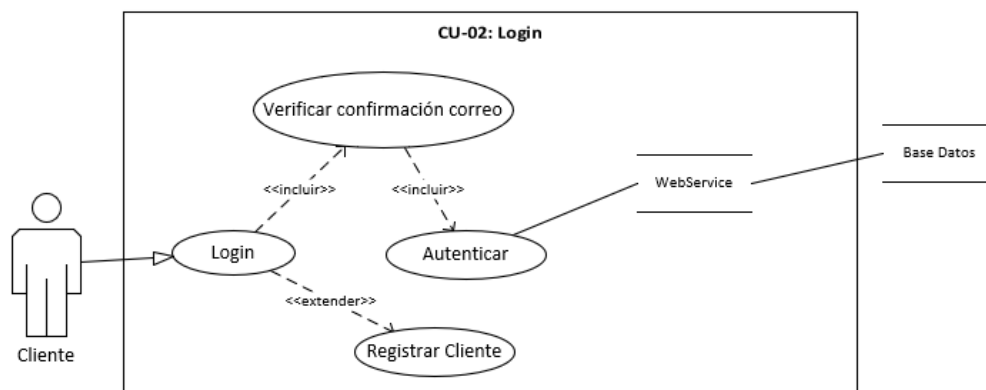 CU-02: Login
Verificar confirmación correo
Base Datos
WebService
<<incluir>>
<<incluir>>
Login
Autenticar
<<extender>>
Registrar Cliente
Cliente